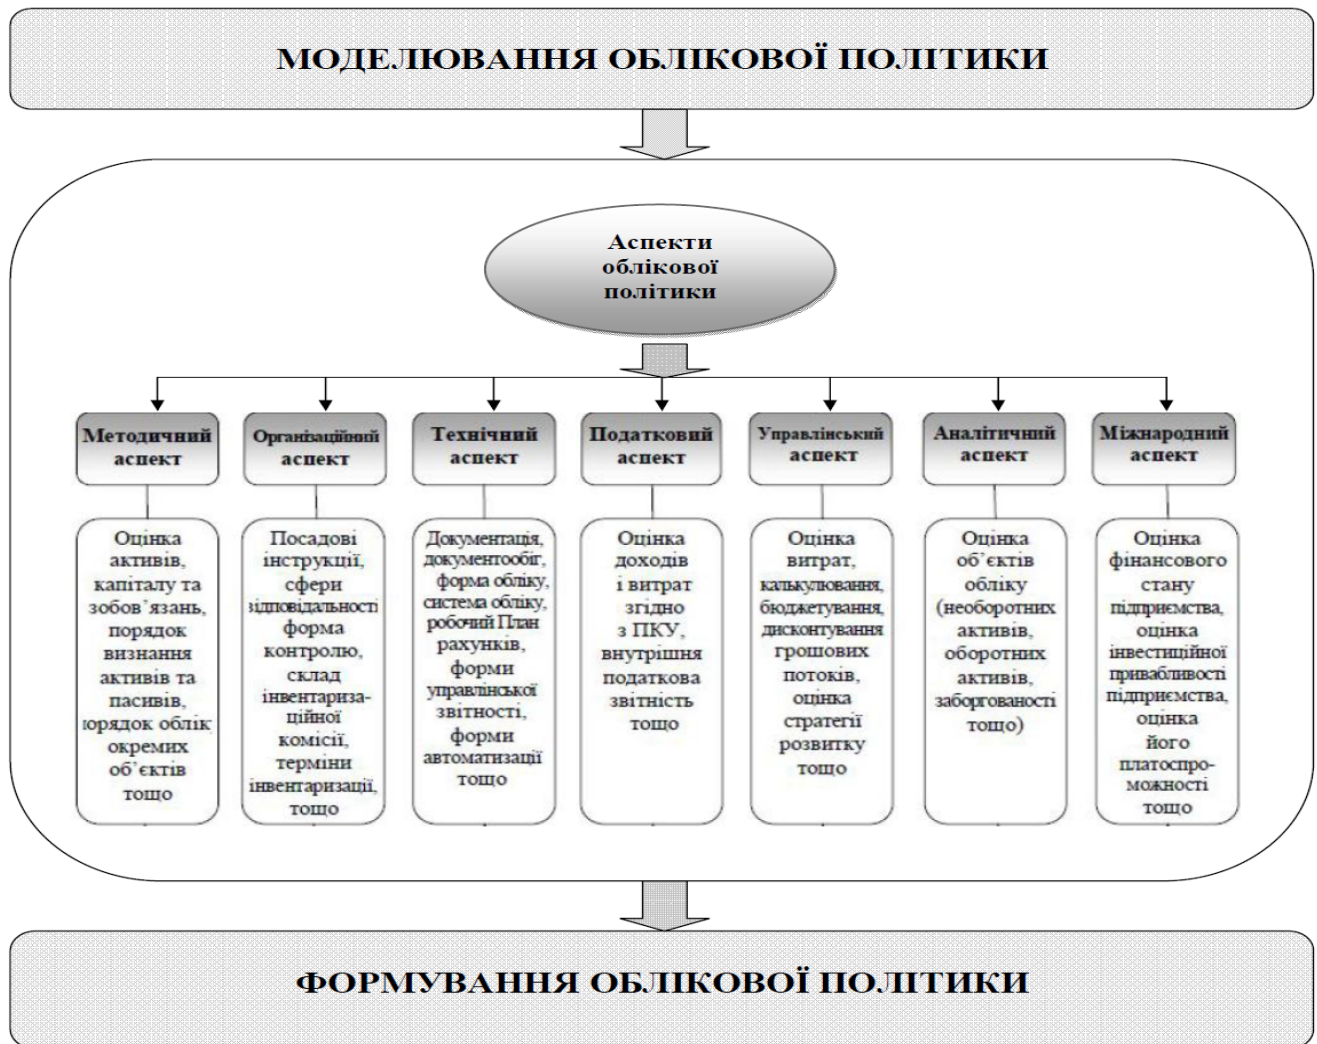 МОДЕЛЮВАННЯ ОБЛІКОВОЇ ПОЛІТИКИ
Аспекти
облікової
політики
Методичний
аспект
Оцінка
активів,
капіталу та
зобов’язань,
порядок
визнання
активів та
пасивів,
юрядок облік
окремих
об’єктів
тощо
Організаційний
аспект
Посадові
інструкції,
сфери
відповідальності
форма
контролю,
склад
інвентариза-
ційної
комісії,
терміни
інвентаризації,
тощо
Технічний
аспект
Документація,
документообіг,
форма обліку,
система обліку,
робочий План
рахунків,
форми
управлінської
звітності,
форми
автоматизації
тощо
Податковий
аспект
Оцінка
доходів
і витрат
згідно
з ПКУ,
внутрішня
податкова
звітність
тощо
Управлінський
аспект
Оцінка
витрат,
калькулювання,
бюджетування,
дисконтування
грошових
потоків,
оцінка
стратегії
розвитку
тощо
Аналітичний
аспект
Оцінка
об’єктів
обліку
(необоротних
активів,
оборотних
активів,
заборгованості
тощо)
Міжнародний
аспект
Оцінка
фінансового
стану
підприємства,
оцінка
інвестиційної
привабливості
підприємства,
оцінка
його
платоспро-
можності
тощо
ФОРМУВАННЯ ОБЛІКОВОЇ ПОЛІТИКИ